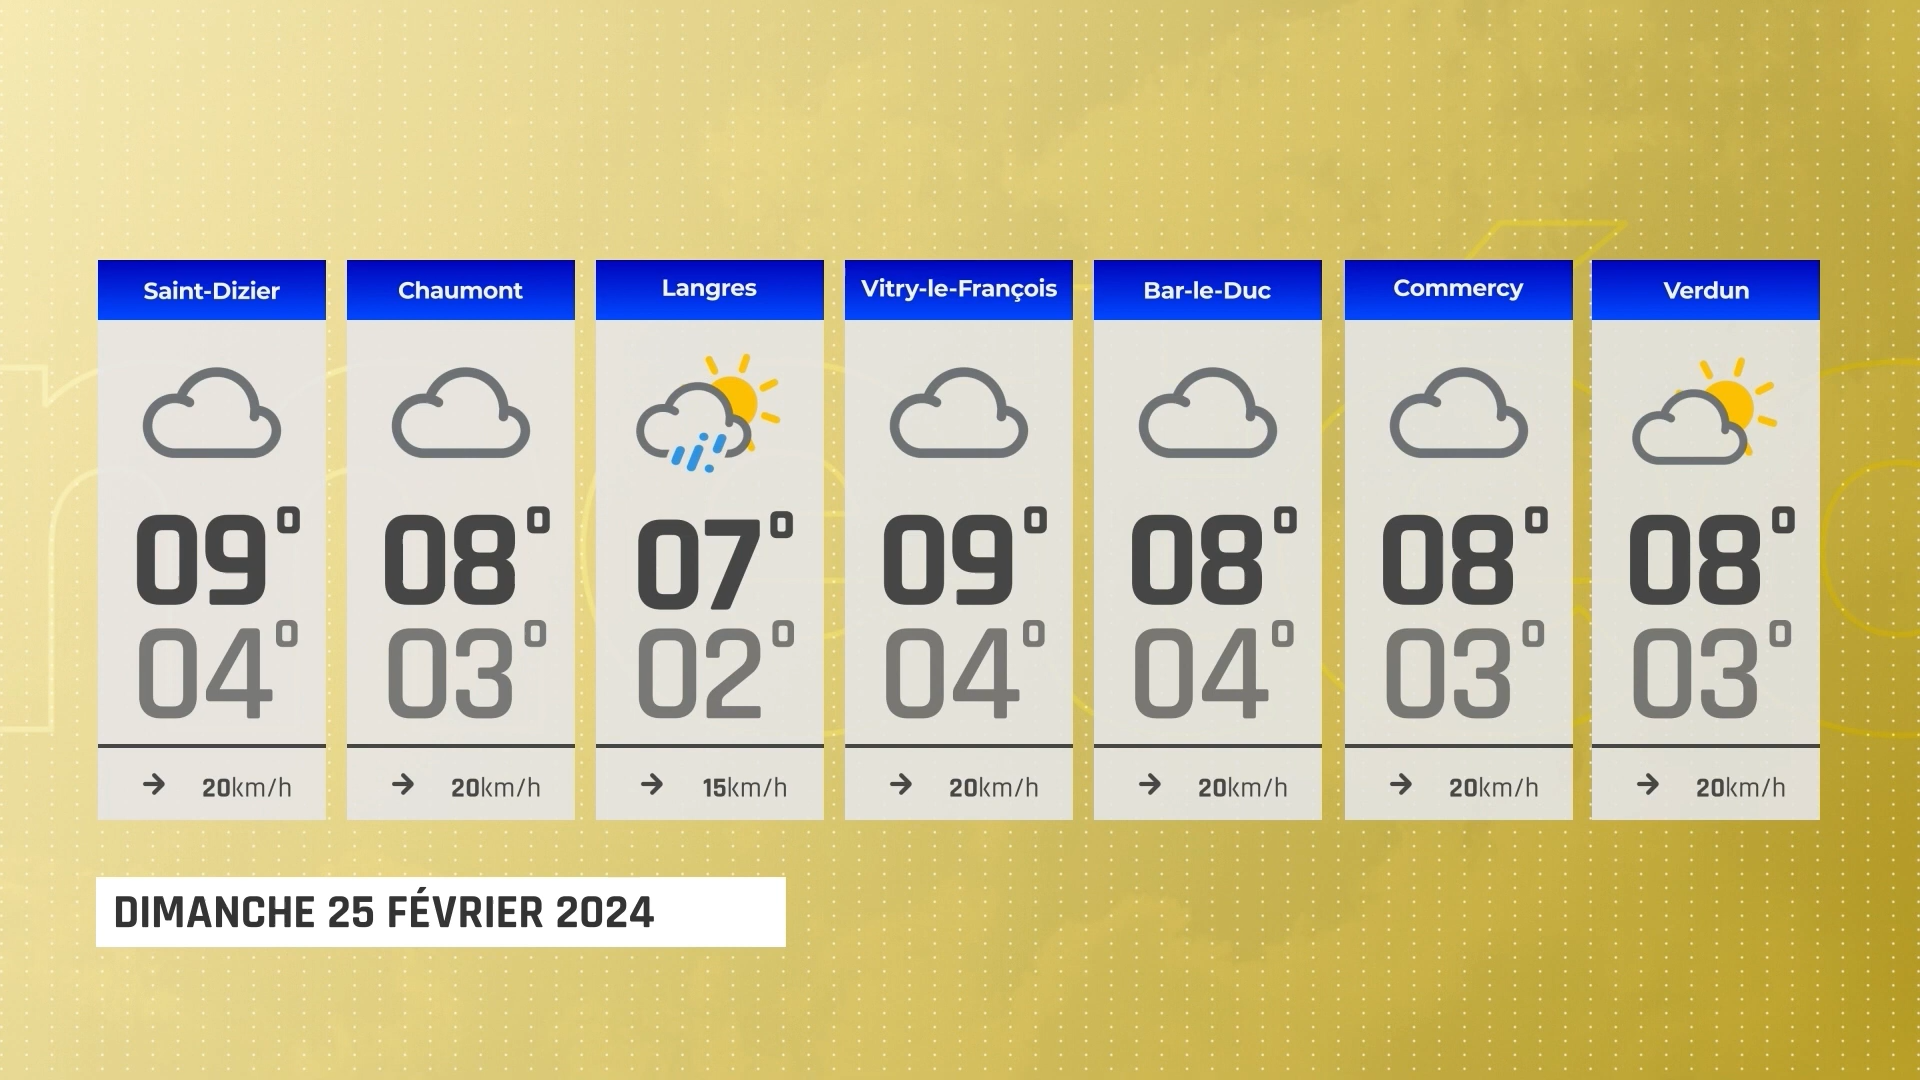 Saint-Dizier
09°
04°
20km/h
Chaumont
08°
03°
20km/h
Langres
07°
02°
15km/h
Vitry-le-François
09°
04°
20km/h
Bar-le-Duc
08°
04°
20km/h
Commercy
08°
03°
20km/h
Verdun
08°
03°
20km/h
DIMANCHE 25 FÉVRIER 2024